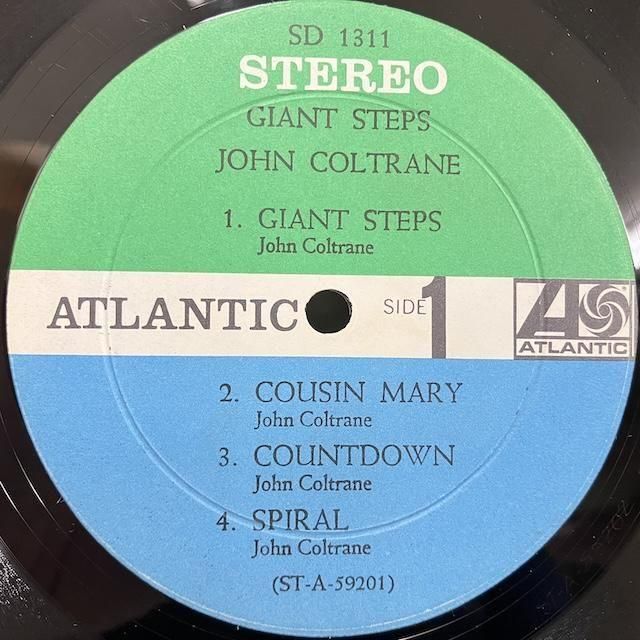 SD 1311
STEREO
GIANT STEPS
JOHN COLTRANE
1. GIANT STEPS
John Coltrane
ATLANTIC
SIDE 1
ATLANTIC
2. COUSIN MARY
John Coltrane
3. COUNTDOWN
John Coltrane
4. SPIRAL
John Coltrane
(ST-A-59201)